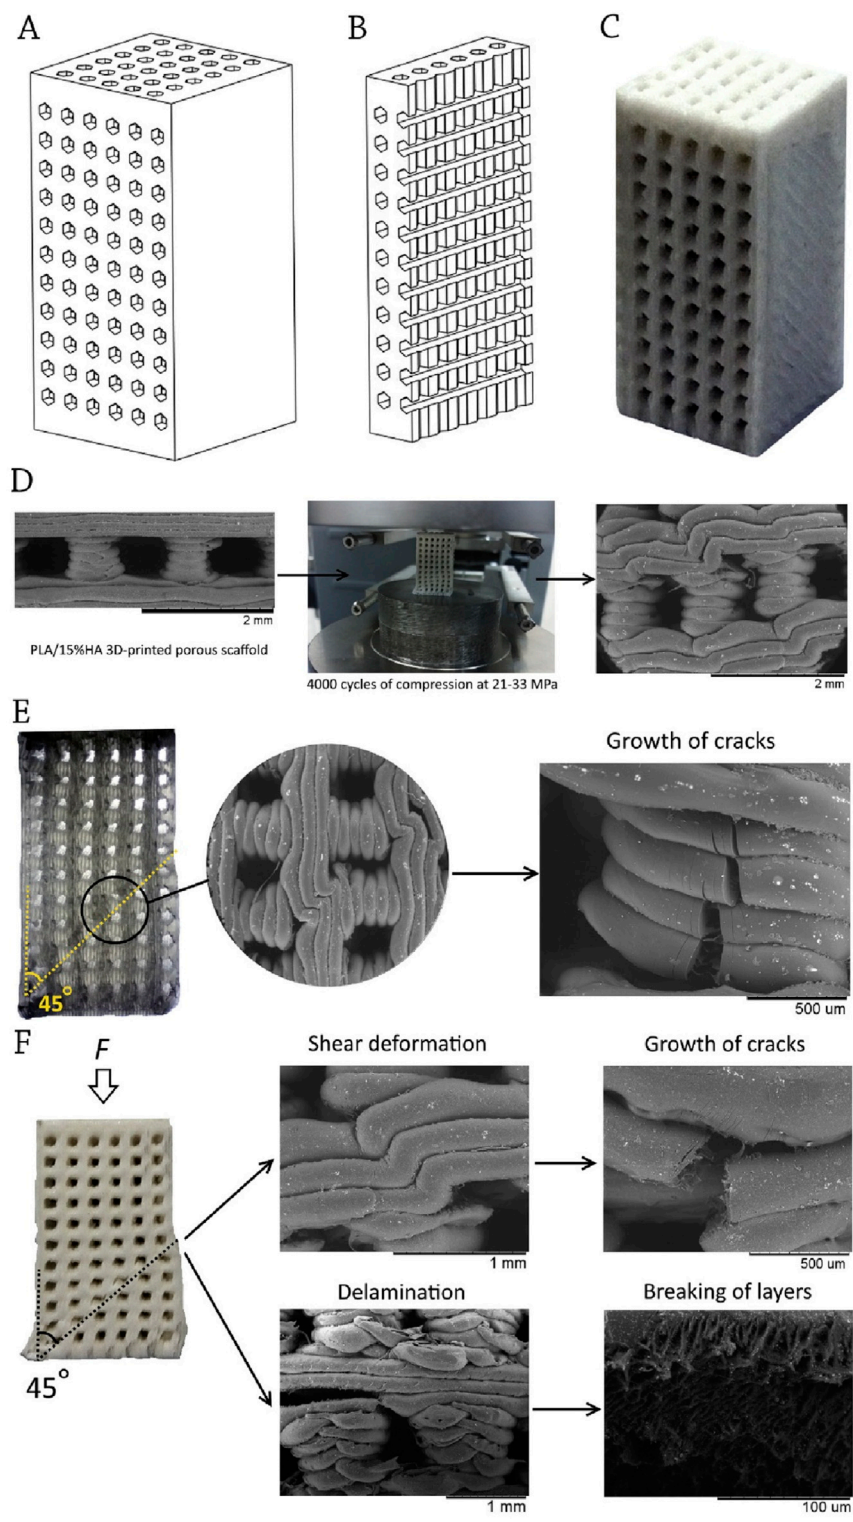 A
B
C
D
2 mm
2 mm
PLA/15%HA 3D-printed porous scaffold
4000 cycles of compression at 21-33 MPa
E
Growth of cracks
45°
500 um
F
F
Shear deformation
Growth of cracks
1 mm
500 um
Delamination
Breaking of layers
45°
1 mm
100 um